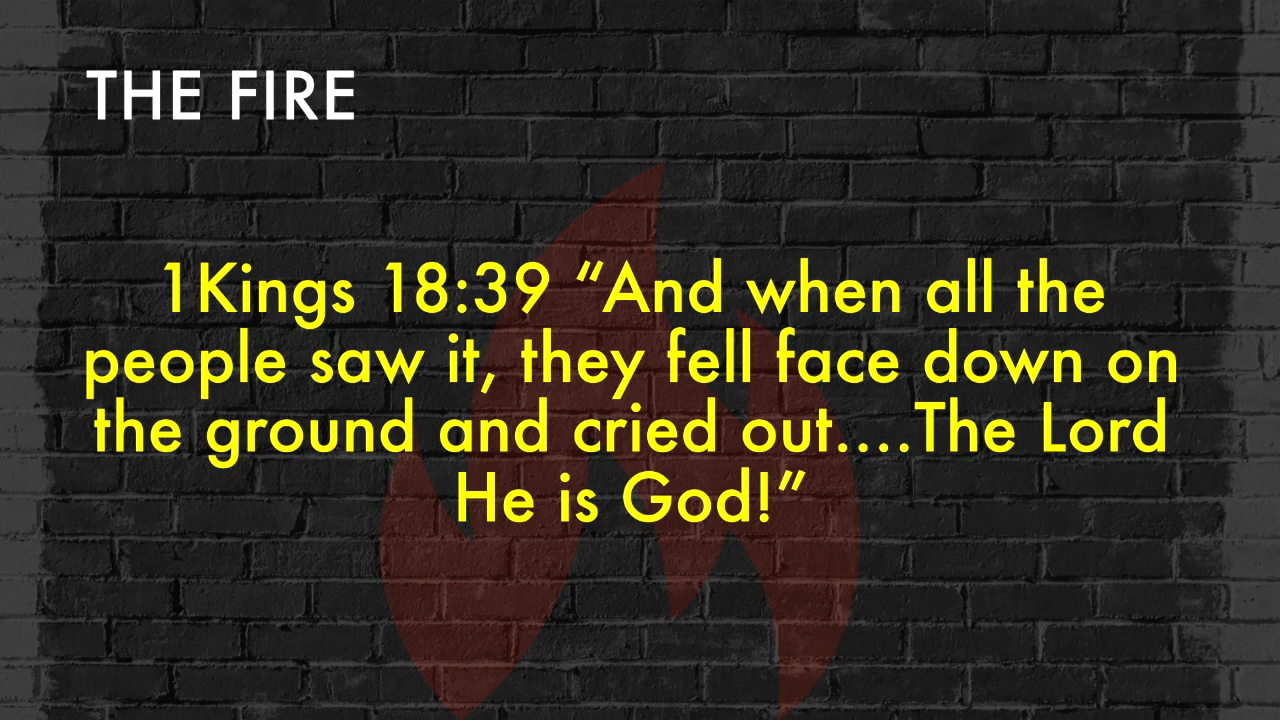 THE FIRE
1Kings 18:39 “And when all the
people saw it, they fell face down on
the ground and cried out....The Lord
He is God!”